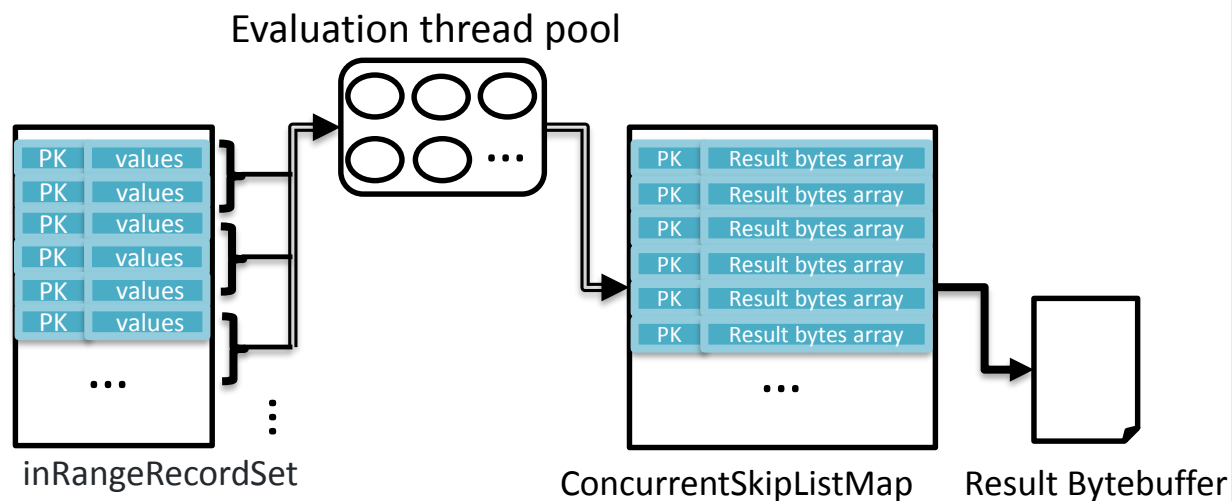 Evaluation thread pool
PK values
PK values
PK values
PK values
PK values
PK values
...
...
inRangeRecordSet
...
PK Result bytes array
PK Result bytes array
PK Result bytes array
PK Result bytes array
PK Result bytes array
PK Result bytes array
...
ConcurrentSkipListMap
Result Bytebuffer